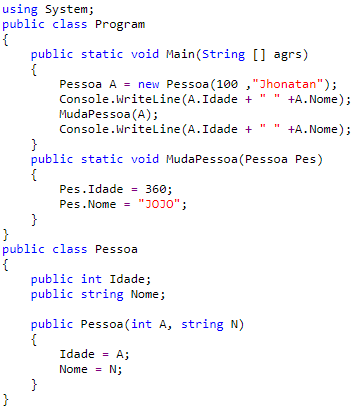 using System;
public class Program
{
    public static void Main(String [] agrs)
    {
        Pessoa A = new Pessoa(100 ,"Jhonatan");
        Console.WriteLine(A.Idade + " " +A.Nome);
        MudaPessoa(A);
        Console.WriteLine(A.Idade + " " +A.Nome);
    }
    public static void MudaPessoa(Pessoa Pes)
    {
        Pes.Idade = 360;
        Pes.Nome = "JOJO";
    }
}
public class Pessoa
{
    public int Idade;
    public string Nome;

    public Pessoa(int A, string N)
    {
        Idade = A;
        Nome = N;
    }
}